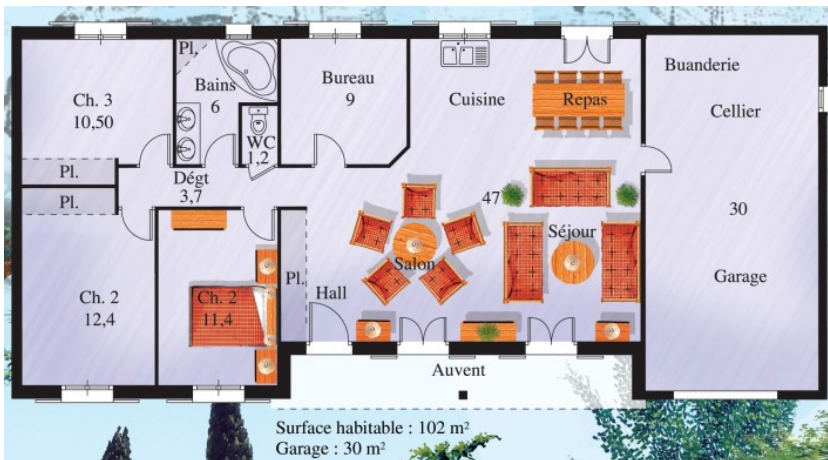 Pl.
Bains
6
Bureau
9
Buanderie
Ch. 3
10,50
Cuisine
Repas
Cellier
WC
1,2
Pl.
Dégt
3,7
Pl.
47
30
Séjour
Salon
Pl.
Garage
Hall
Ch. 2
12,4
Ch. 2
11,4
Auvent
Surface habitable : 102 m²
Garage : 30 m²